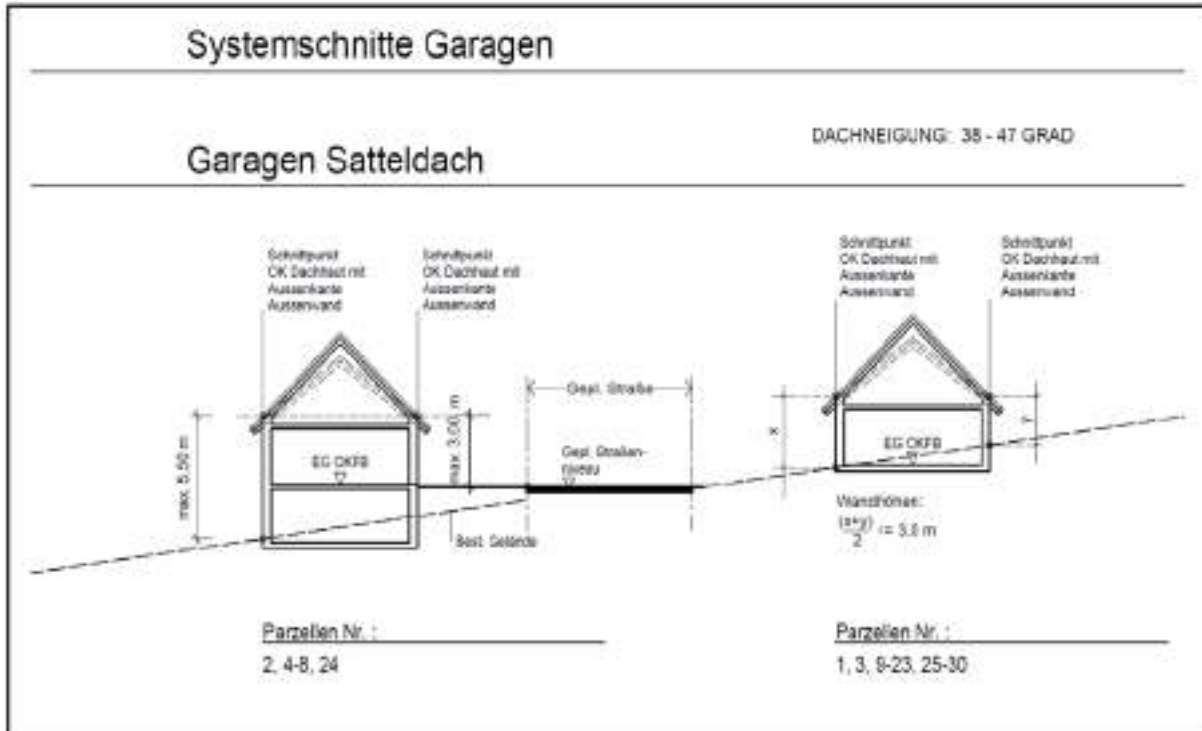 Systemschnitte Garagen
DACHNEIGUNG: 38 - 47 GRAD
Garagen Satteldach
Schnittpunkt
OK Dachhaut mit
Aussenkante
Aussenwand
Schnittpunkt
OK Dachhaut mit
Aussenkante
Aussenwand
Schnittpunkt
OK Dachhaut mit
Aussenkante
Aussenwand
Schnittpunkt
OK Dachhaut mit
Aussenkante
Aussenwand
Gepl. Straße
max. 5.50 m
max. 3.00 m
EG OKFB
Gepl. Straßen-
niveau
Best. Gelände
x
Y
EG OKFB
Wandhöhen:
(x+y)
2
<= 3,0 m
Parzellen Nr. :
2, 4-8, 24
Parzellen Nr. :
1, 3, 9-23, 25-30